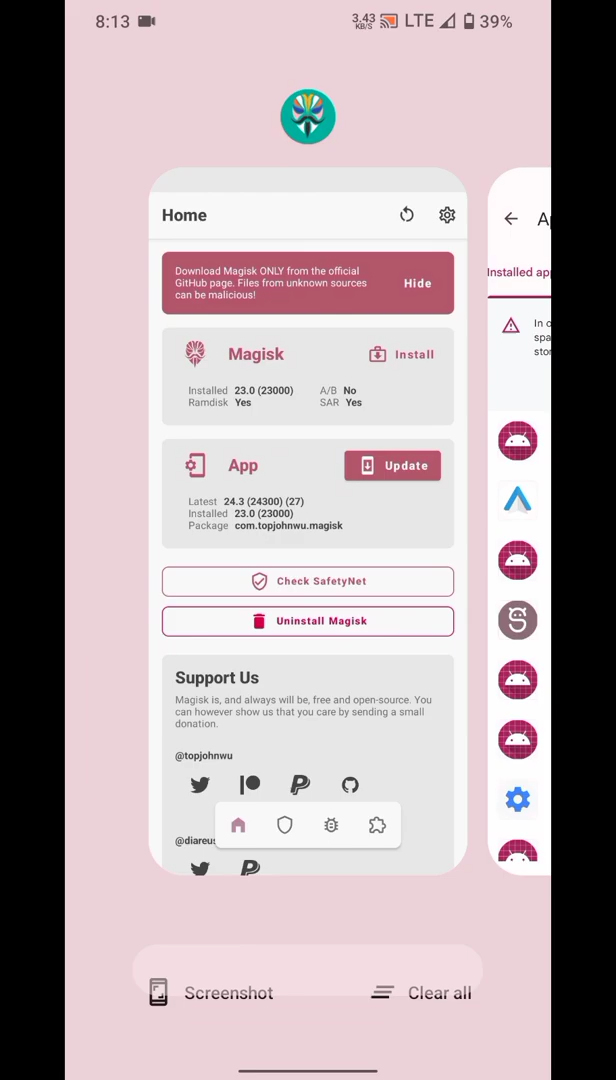 8:13
3.43 KB/S LTE 39%
Home
Download Magisk ONLY from the official
GitHub page. Files from unknown sources
can be malicious!
Hide
Magisk
Install
Installed 23.0 (23000)
A/B No
Ramdisk Yes
SAR Yes
App
Update
Latest 24.3 (24300) (27)
Installed 23.0 (23000)
Package com.topjohnwu.magisk
Check SafetyNet
Uninstall Magisk
Support Us
Magisk is, and always will be, free and open-source. You
can however show us that you care by sending a small
donation.
@topjohnwu
@diareus
Installed app
In o
spa
Screenshot
Clear all